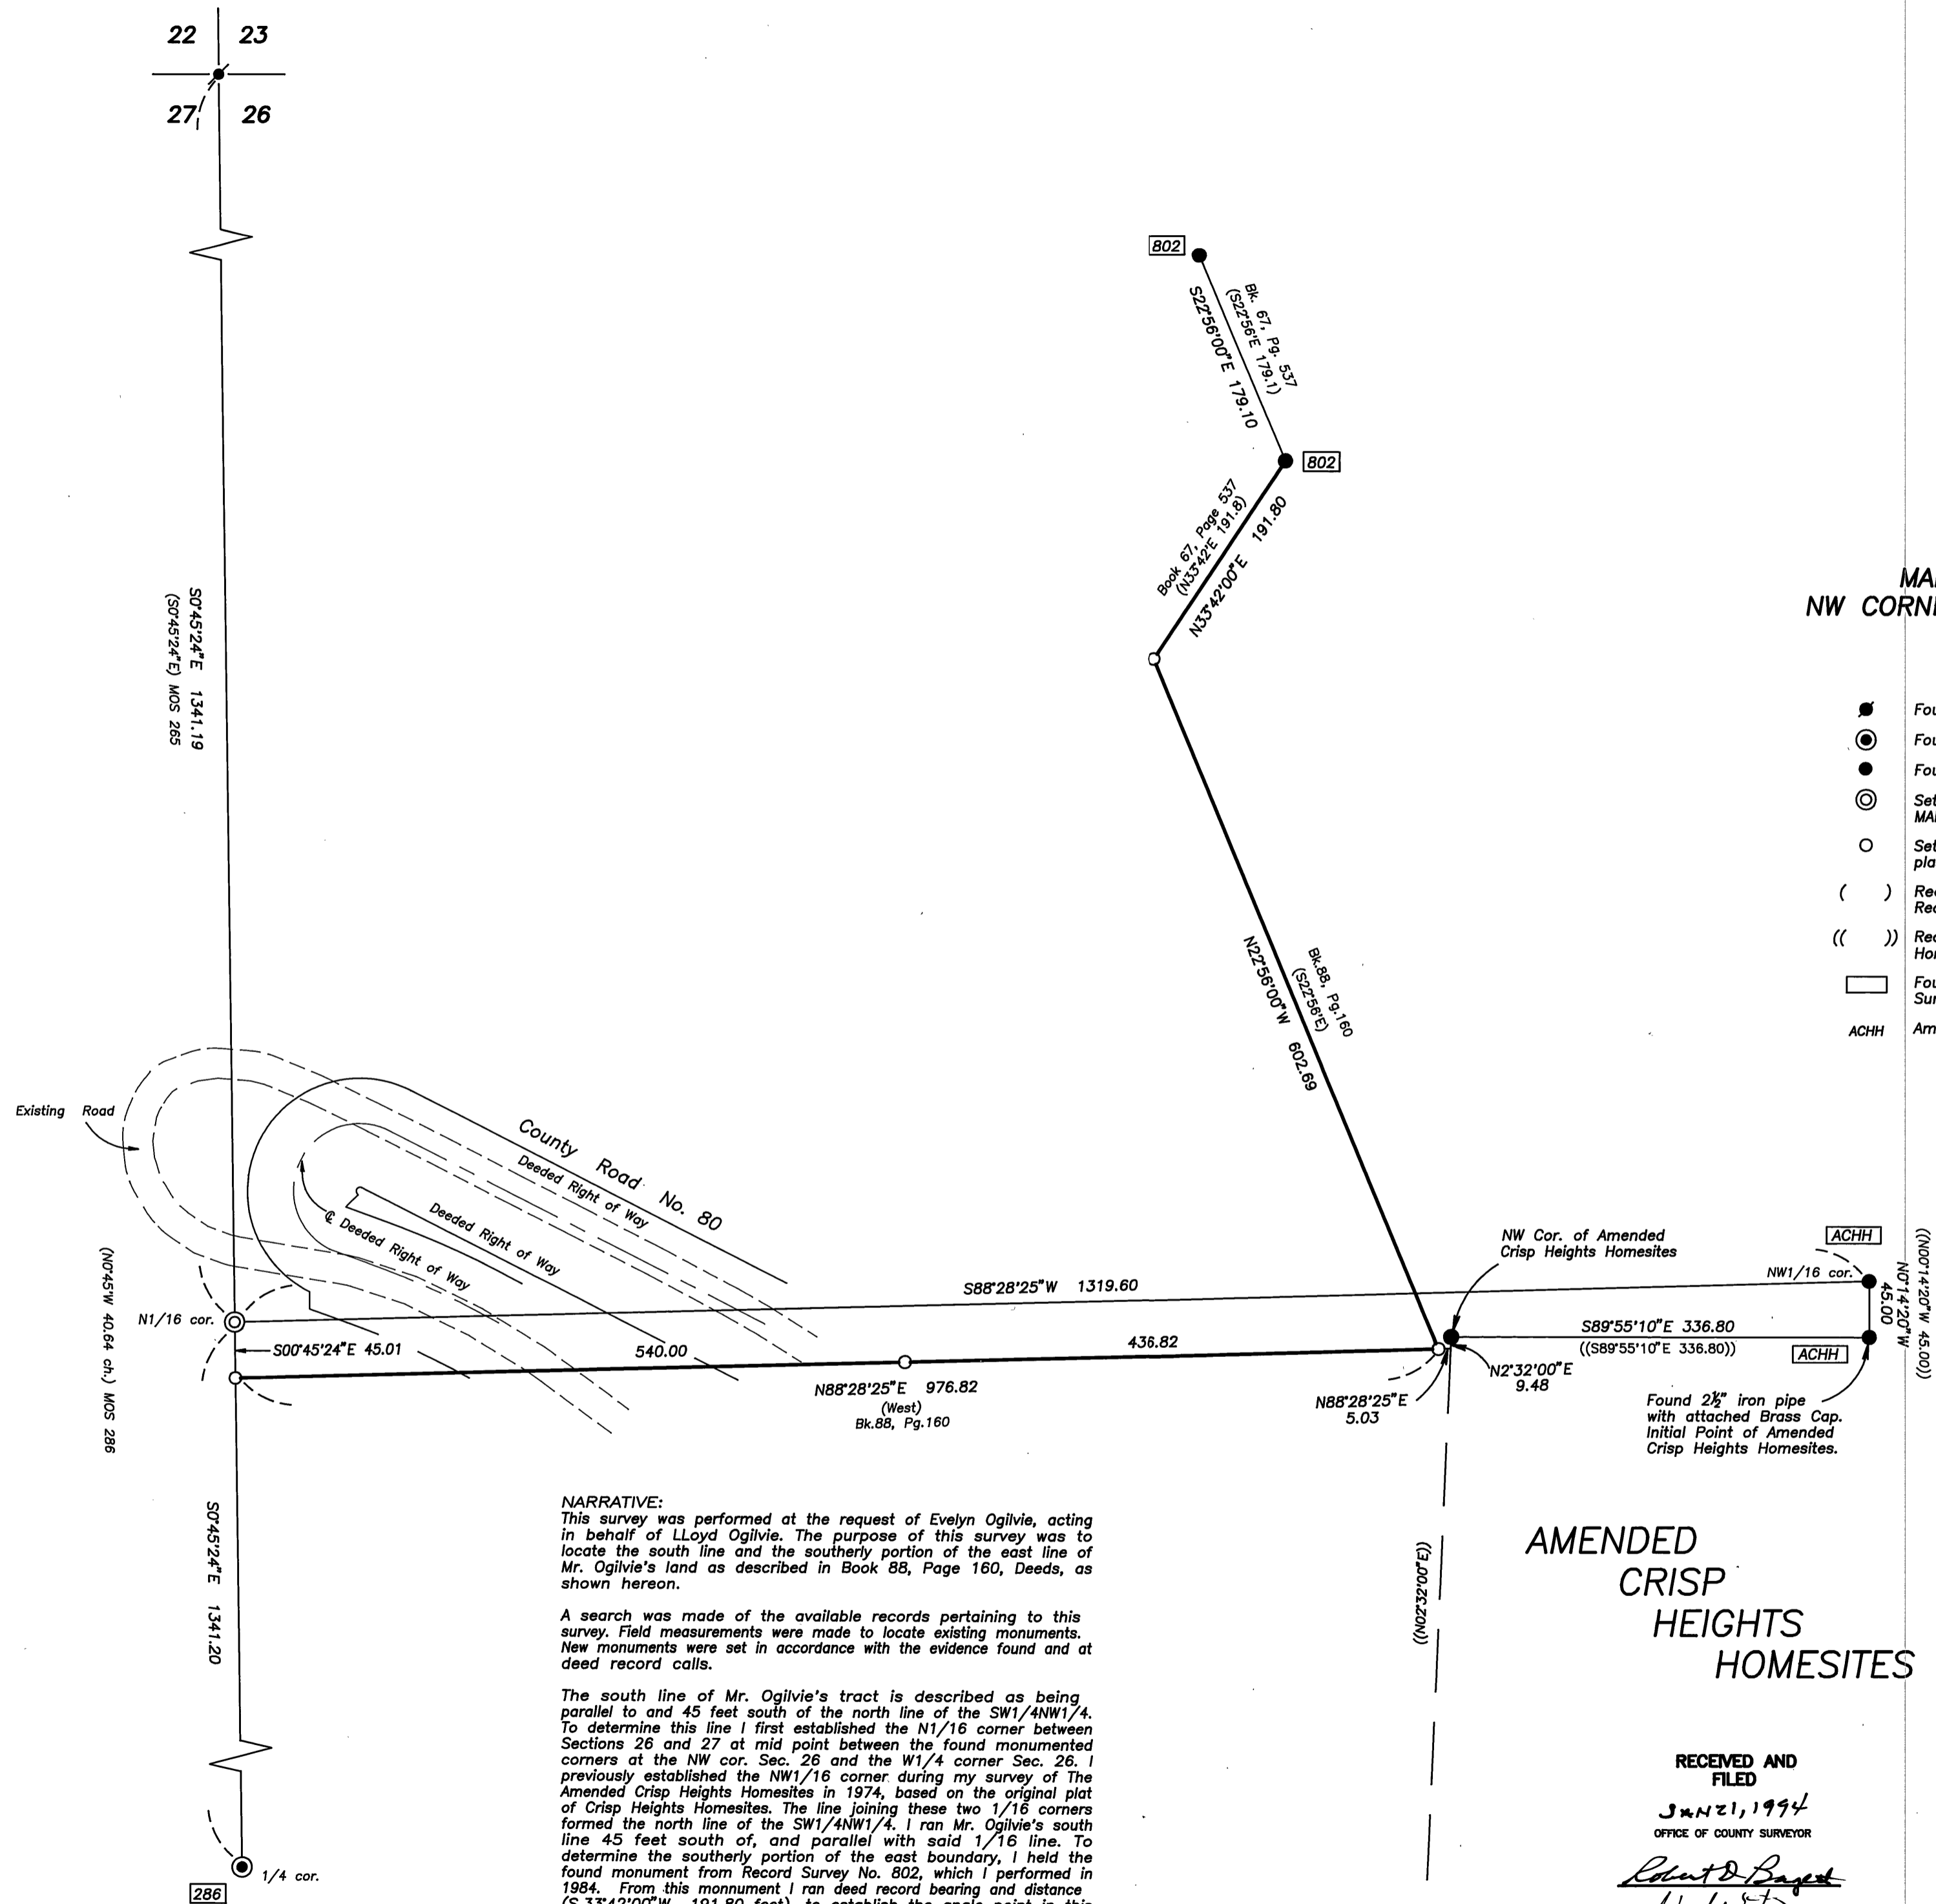 22 23
27 26
802
S22°56'00"E 179.10
Bk. 67, Pg. 537
(S22°56'E 179.1)
802
Book 67, Page 537
(N33°42'E 191.8)
N33°42'00"E 191.80
S0°45'24"E 1341.19
(S0°45'24"E) MOS 265
N22°56'00"W 602.69
Bk.88, Pg.160
(S22°56'E)
NW CORN
ACHH
Existing Road
County Road No. 80
Deeded Right of Way
Deeded Right of Way
℄ Deeded Right of Way
N1/16 cor.
S88°28'25"W 1319.60
S00°45'24"E 45.01
540.00
436.82
N88°28'25"E 976.82
(West)
Bk.88, Pg.160
(N0°45'W 40.64 ch.) MOS 286
NW Cor. of Amended
Crisp Heights Homesites
ACHH
NW1/16 cor.
S89°55'10"E 336.80
((S89°55'10"E 336.80))
ACHH
45.00
N0°14'20"W
((N00°14'20"W 45.00))
N2°32'00"E
9.48
N88°28'25"E
5.03
Found 2½" iron pipe
with attached Brass Cap.
Initial Point of Amended
Crisp Heights Homesites.
((N02°32'00"E))
S0°45'24"E 1341.20
1/4 cor.
286
NARRATIVE:
This survey was performed at the request of Evelyn Ogilvie, acting
in behalf of LLoyd Ogilvie. The purpose of this survey was to
locate the south line and the southerly portion of the east line of
Mr. Ogilvie's land as described in Book 88, Page 160, Deeds, as
shown hereon.
A search was made of the available records pertaining to this
survey. Field measurements were made to locate existing monuments.
New monuments were set in accordance with the evidence found and at
deed record calls.
The south line of Mr. Ogilvie's tract is described as being
parallel to and 45 feet south of the north line of the SW1/4NW1/4.
To determine this line I first established the N1/16 corner between
Sections 26 and 27 at mid point between the found monumented
corners at the NW cor. Sec. 26 and the W1/4 corner Sec. 26. I
previously established the NW1/16 corner during my survey of The
Amended Crisp Heights Homesites in 1974, based on the original plat
of Crisp Heights Homesites. The line joining these two 1/16 corners
formed the north line of the SW1/4NW1/4. I ran Mr. Ogilvie's south
line 45 feet south of, and parallel with said 1/16 line. To
determine the southerly portion of the east boundary, I held the
found monument from Record Survey No. 802, which I performed in
1984. From this monnument I ran deed record bearing and distance
(S 33°42'00"W 191.80 feet) to establish the angle point in this
AMENDED
CRISP
HEIGHTS
HOMESITES
RECEIVED AND
FILED
JAN 21, 1994
OFFICE OF COUNTY SURVEYOR